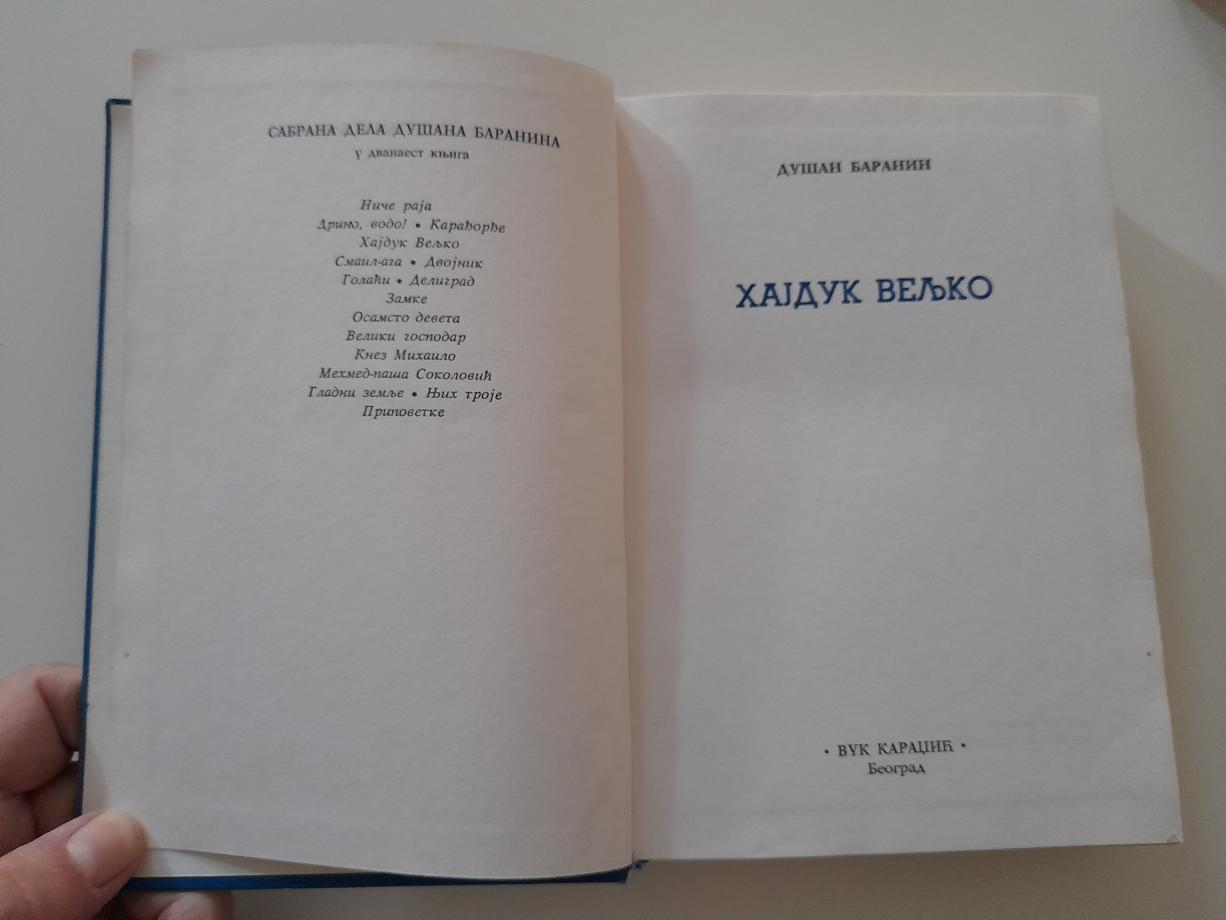 САБРАНА ДЕЛА ДУШАНА БАРАНИНА
у дванаест књига
Ниче раја
Дрино, водо! • Карађорђе
Хајдук Вељко
Смаил-ага • Двојник
Голаћи • Делиград
Замке
Осамсто девета
Велики господар
Кнез Михаило
Мехмед-паша Соколовић
Гладни земље • Њих троје
Приповетке
ДУШАН БАРАНИН
ХАЈДУК ВЕЉКО
• ВУК КАРАЏИЋ •
Београд